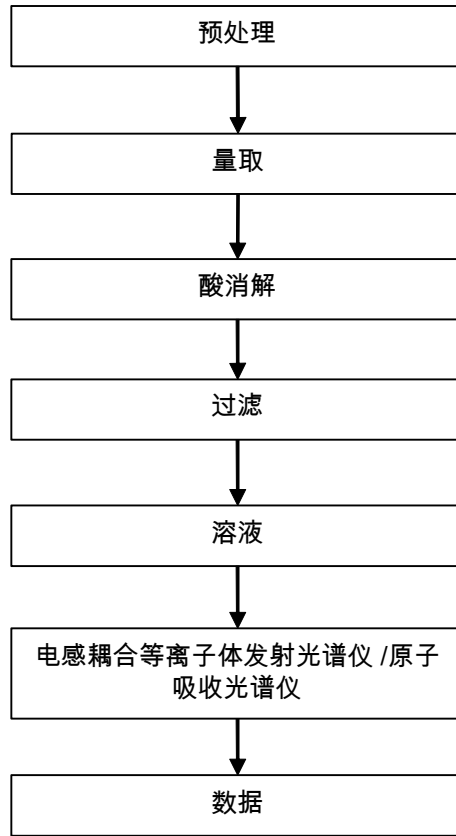 预处理
量取
酸消解
过滤
溶液
电感耦合等离子体发射光谱仪 /原子
吸收光谱仪
数据